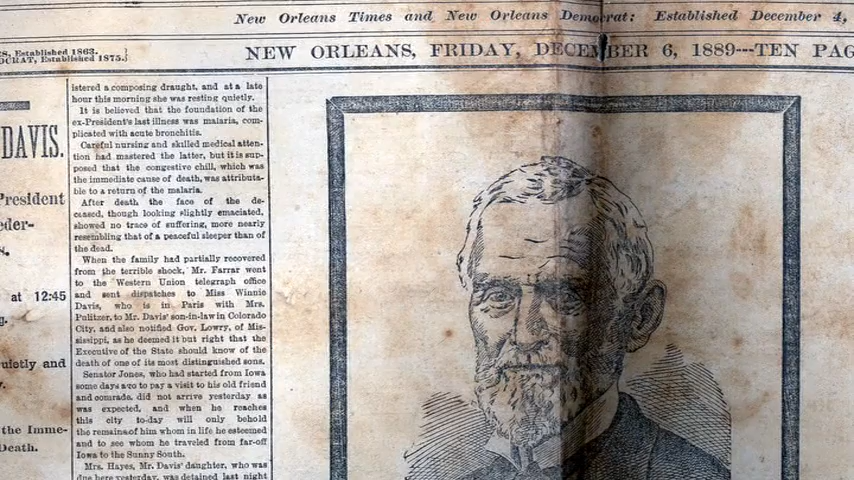 New Orleans Times and New Orleans Democrat: Established December 4,
S, Established 1863.
OCRAT, Established 1875.}
NEW ORLEANS, FRIDAY, DECEMBER 6, 1889---TEN PAG
DAVIS.
President
eder-
s.
at 12:45
g.
uietly and
y.
the Imme-
Death.
istered a composing draught, and at a late
hour this morning she was resting quietly.
It is believed that the foundation of the
ex-President's last illness was malaria, com-
plicated with acute bronchitis.
Careful nursing and skilled medical atten-
tion had mastered the latter, but it is sup-
posed that the congestive chill, which was
the immediate cause of death, was attributa-
ble to a return of the malaria.
After death the face of the de-
ceased, though looking slightly emaciated,
showed no trace of suffering, more nearly
resembling that of a peaceful sleeper than of
the dead.
When the family had partially recovered
from the terrible shock, Mr. Farrar went
to the Western Union telegraph office
and sent dispatches to Miss Winnie
Davis, who is in Paris with Mrs.
Pulitzer, to Mr. Davis' son-in-law in Colorado
City, and also notified Gov. Lowry, of Mis-
sissippi, as he deemed it but right that the
Executive of the State should know of the
death of one of its most distinguished sons.
Senator Jones, who had started from Iowa
some days ago to pay a visit to his old friend
and comrade, did not arrive yesterday as
was expected, and when he reaches
this city to-day will only behold
the remains of him whom in life he esteemed
and to see whom he traveled from far-off
Iowa to the Sunny South.
Mrs. Hayes, Mr. Davis' daughter, who was
due here yesterday, was detained last night